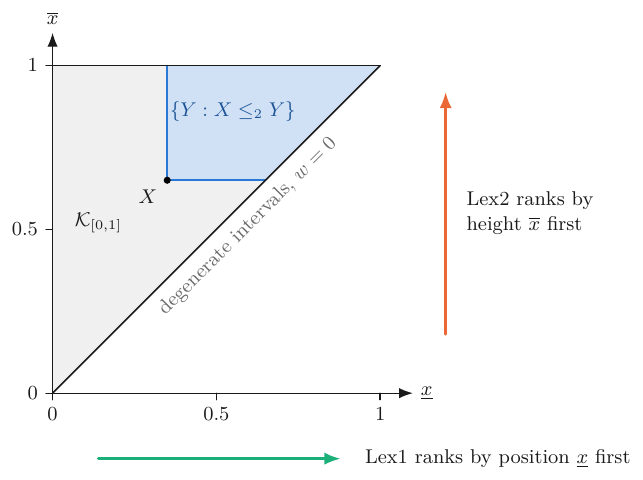 x̅
1
{Y : X ≤₂ Y}
X
degenerate intervals, w = 0
Lex2 ranks by
height x̅ first
𝒦[0,1]
0.5
0
x̲
0
0.5
1
Lex1 ranks by position x̲ first